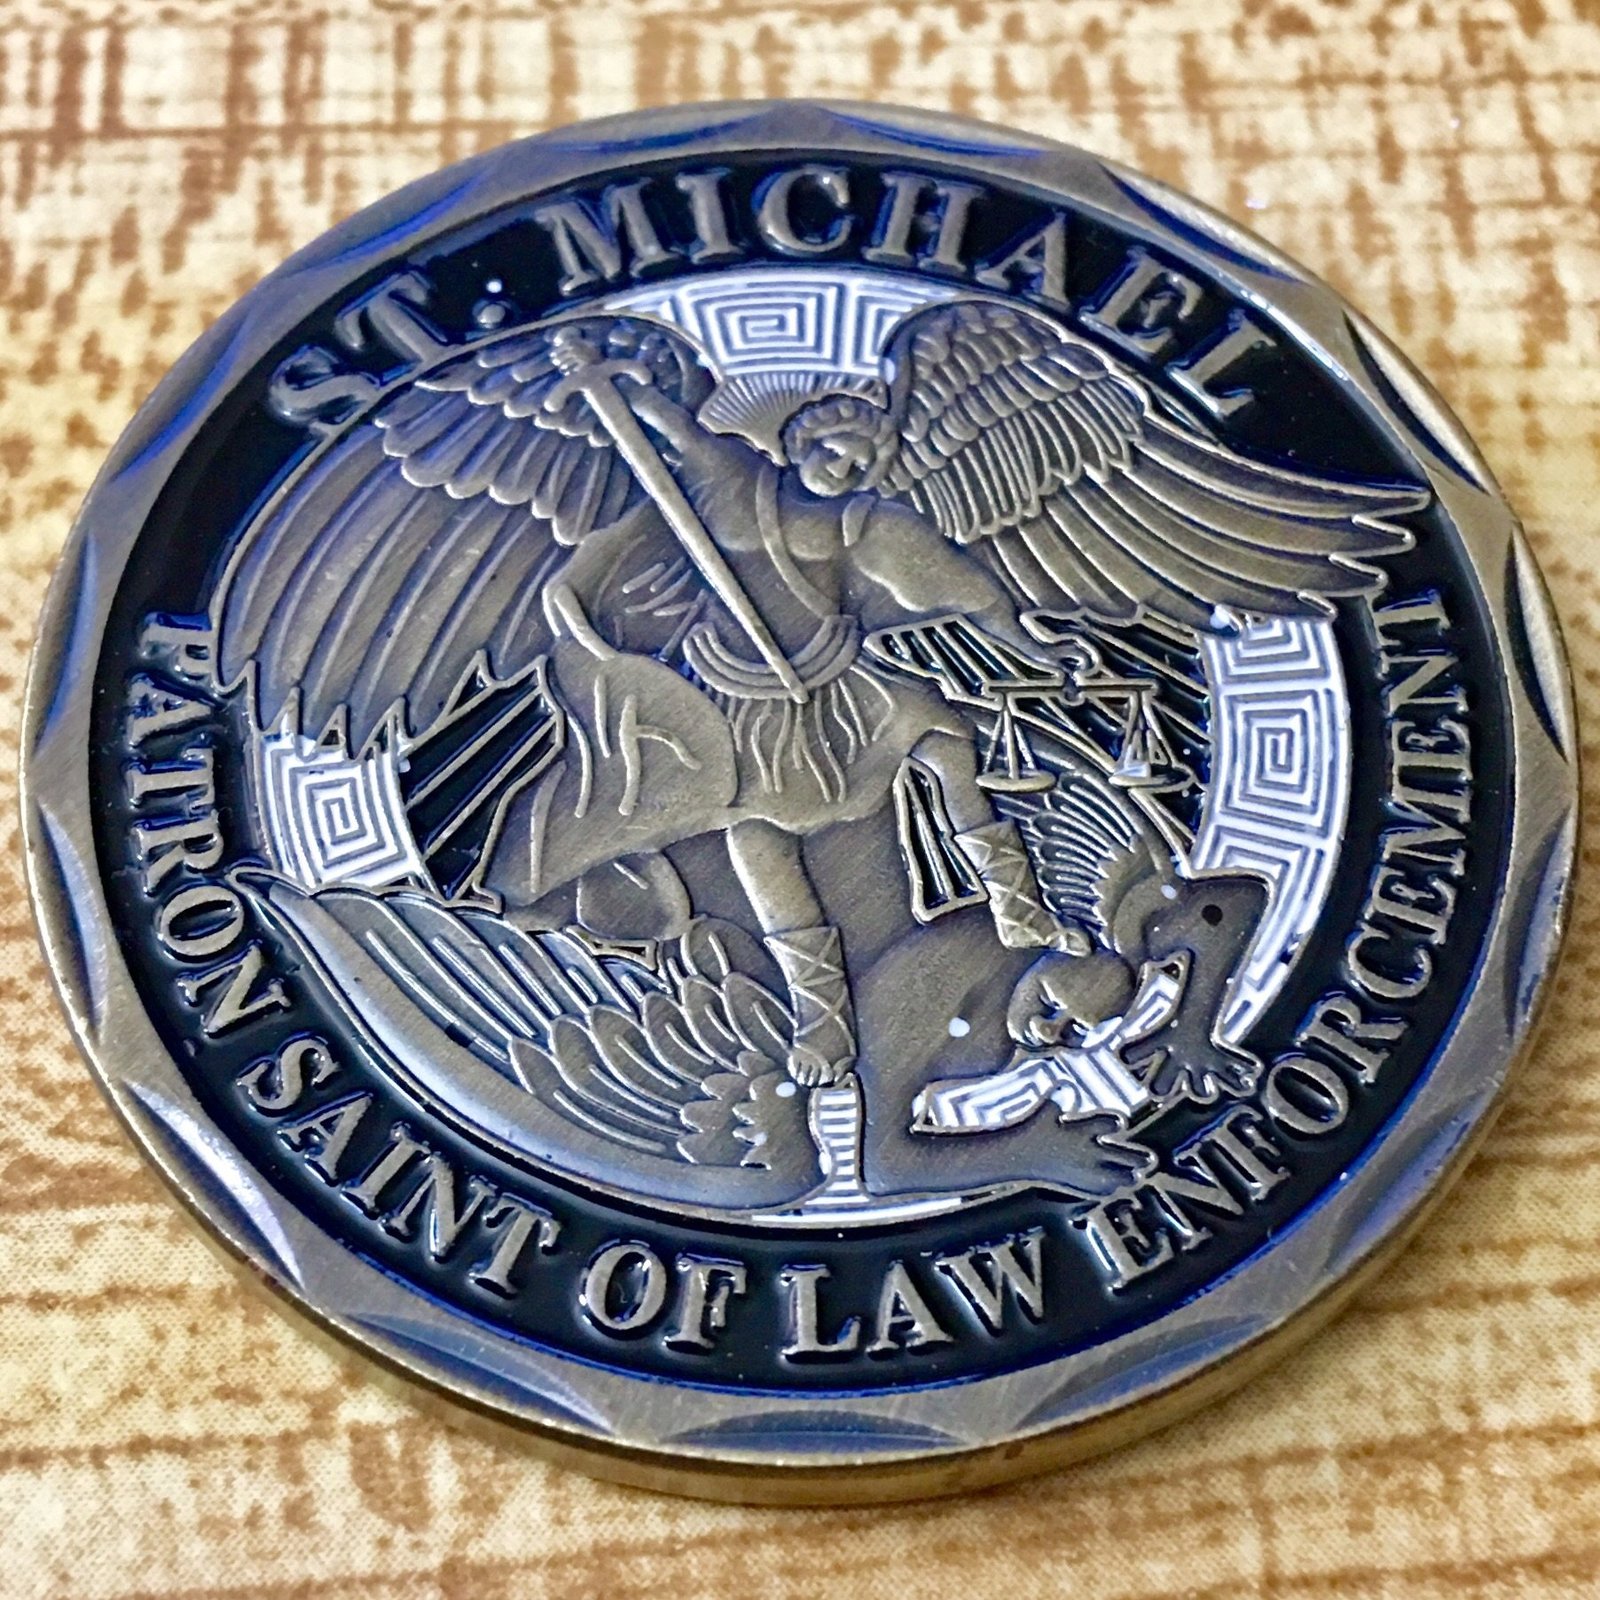 ST. MICHAEL
PATRON SAINT OF LAW ENFORCEMENT